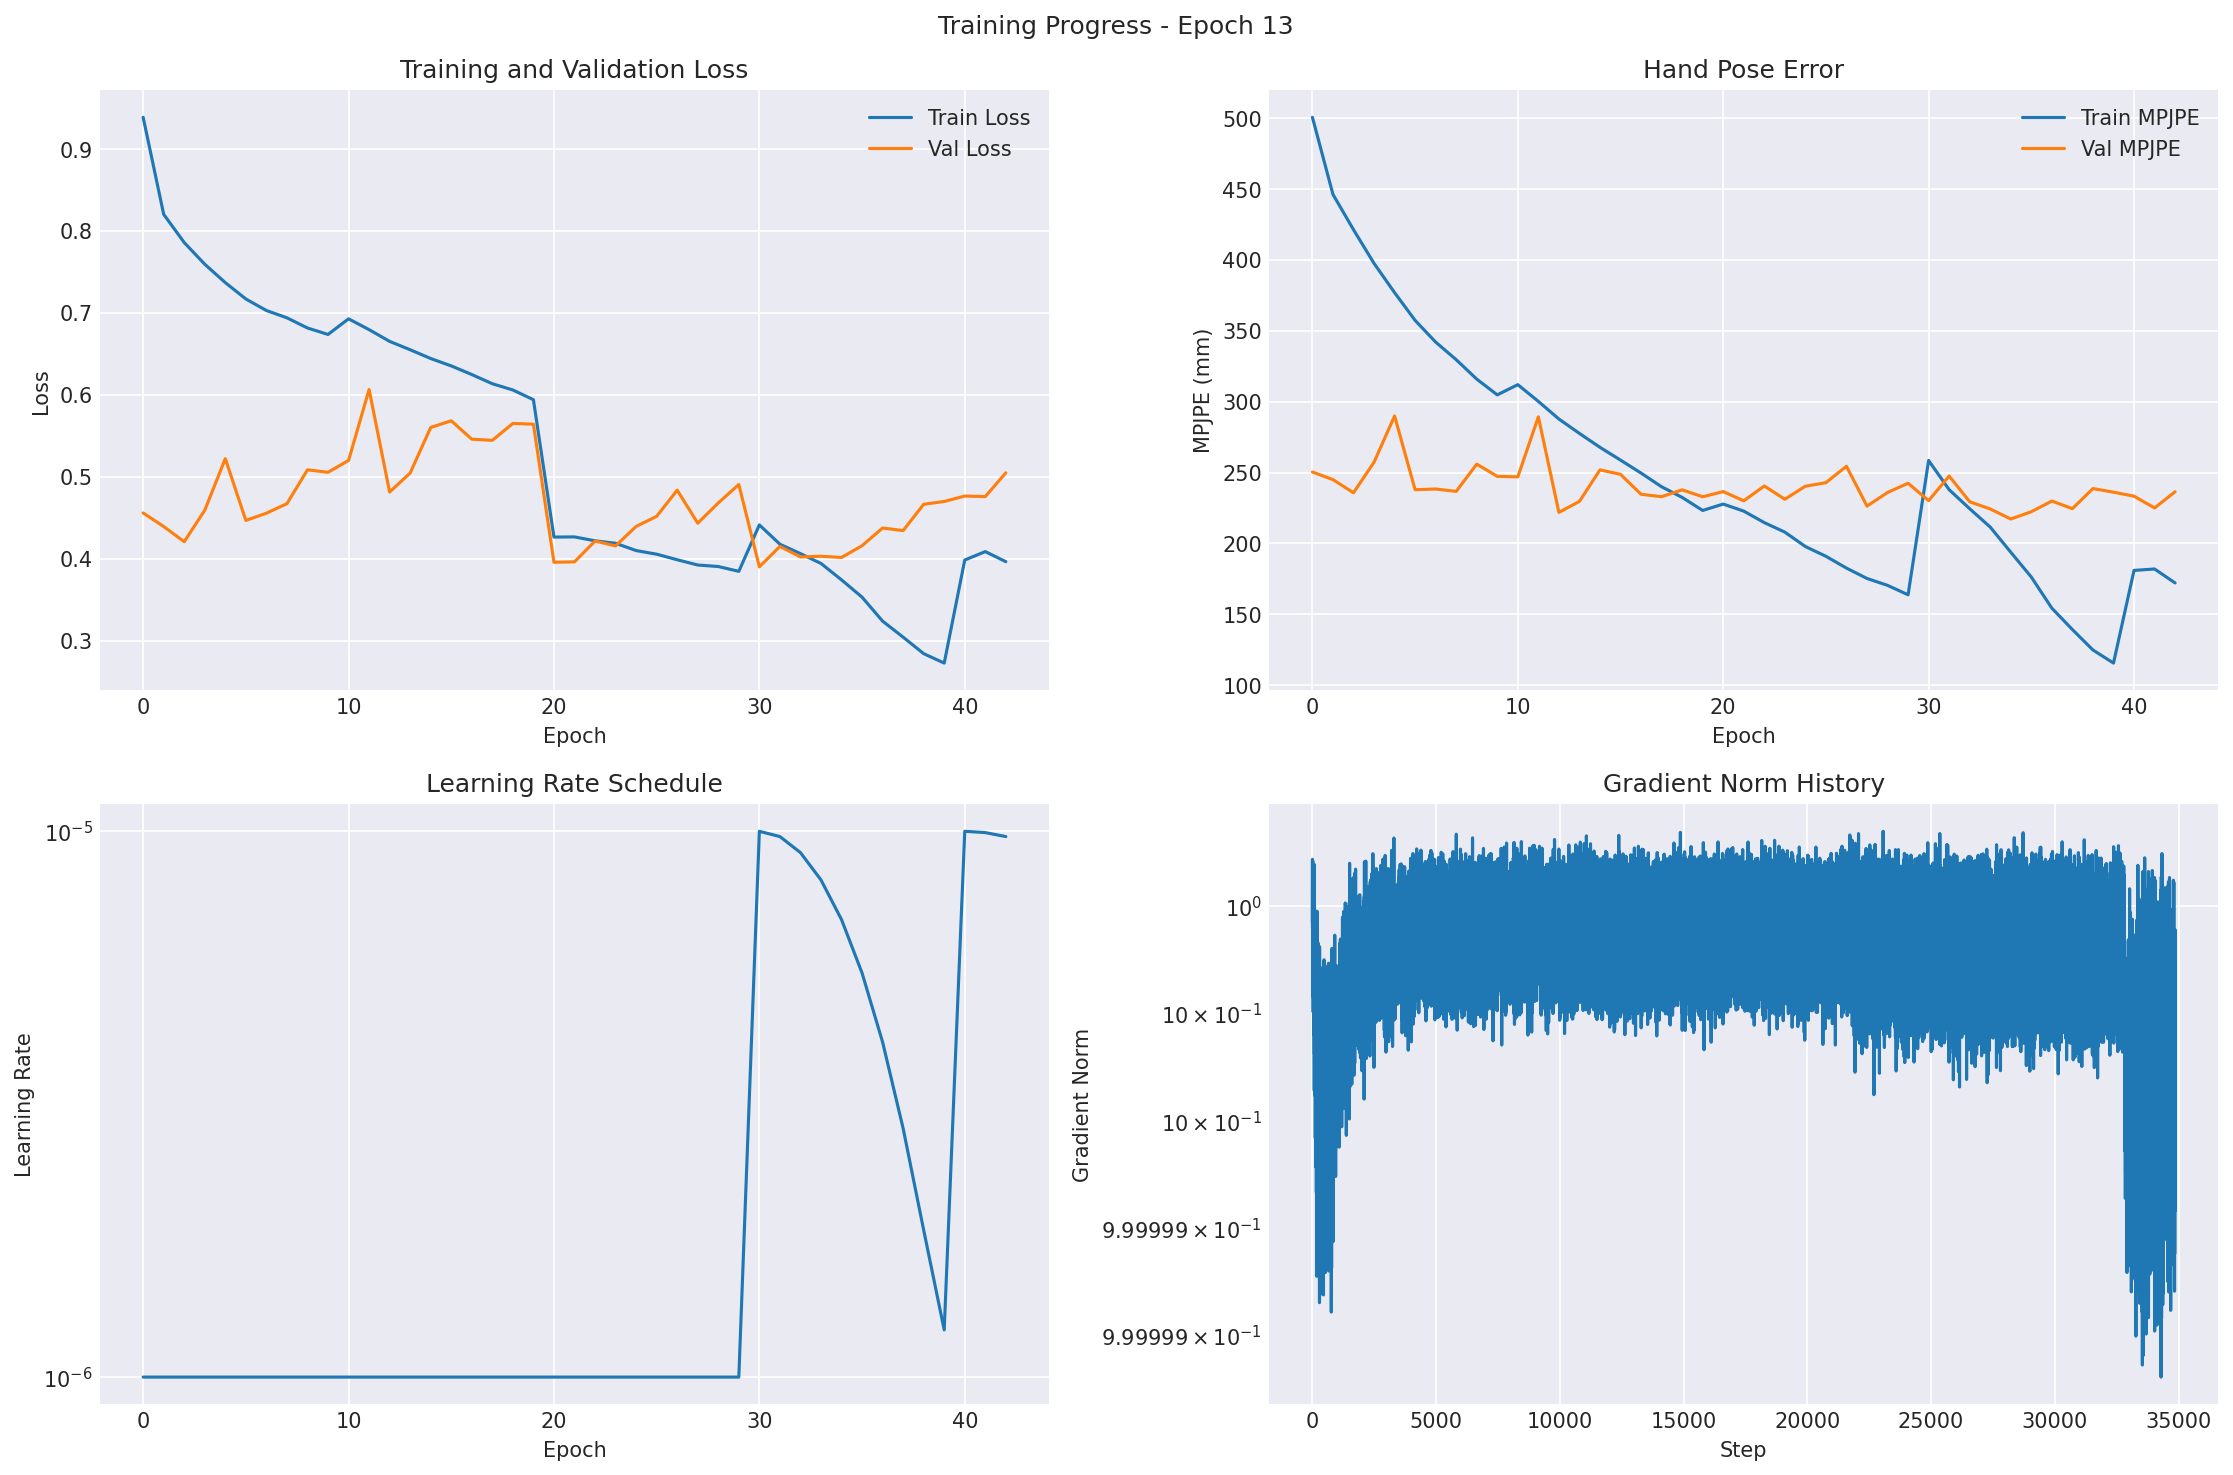 Training Progress - Epoch 13
Training and Validation Loss
Train Loss
Val Loss
0.9
0.8
0.7
0.6
0.5
0.4
0.3
Loss
0 10 20 30 40
Epoch
Hand Pose Error
Train MPJPE
Val MPJPE
500
450
400
350
300
250
200
150
100
MPJPE (mm)
0 10 20 30 40
Epoch
Learning Rate Schedule
10⁻⁵
10⁻⁶
Learning Rate
0 10 20 30 40
Epoch
Gradient Norm History
10⁰
10 × 10⁻¹
10 × 10⁻¹
9.99999 × 10⁻¹
9.99999 × 10⁻¹
Gradient Norm
0 5000 10000 15000 20000 25000 30000 35000
Step